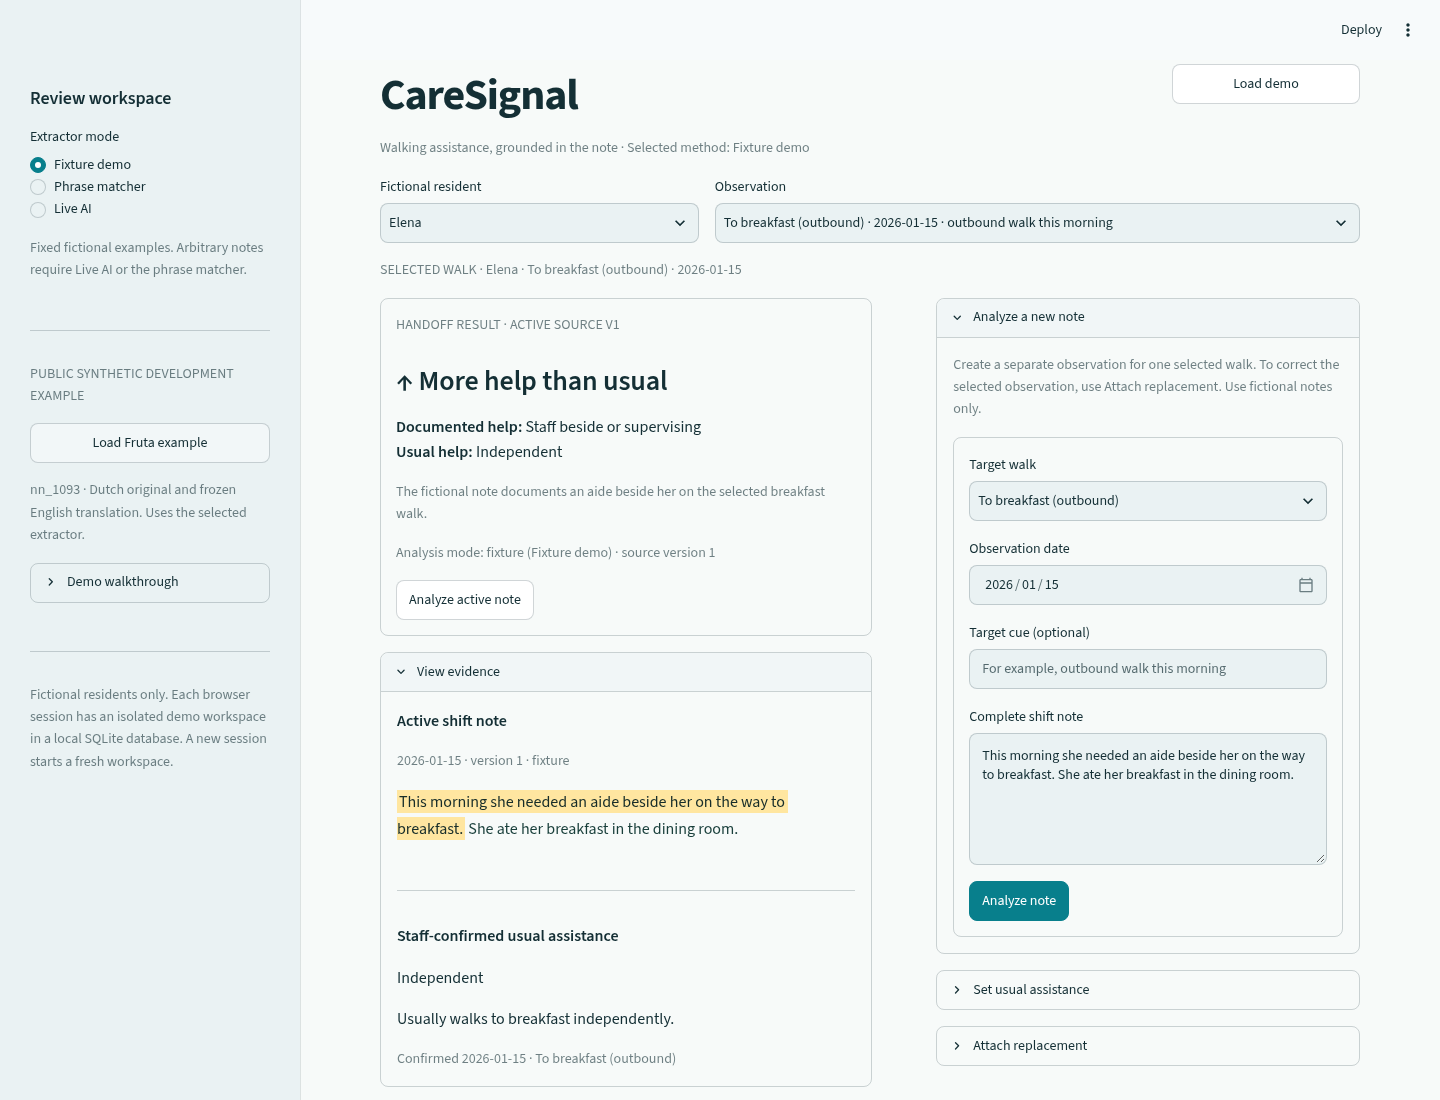 Review workspace
Extractor mode
Fixture demo
Phrase matcher
Live AI
Fixed fictional examples. Arbitrary notes
require Live AI or the phrase matcher.
PUBLIC SYNTHETIC DEVELOPMENT
EXAMPLE
Load Fruta example
nn_1093 · Dutch original and frozen
English translation. Uses the selected
extractor.
Demo walkthrough
Fictional residents only. Each browser
session has an isolated demo workspace
in a local SQLite database. A new session
starts a fresh workspace.
Deploy
CareSignal
Load demo
Walking assistance, grounded in the note · Selected method: Fixture demo
Fictional resident
Elena
Observation
To breakfast (outbound) · 2026-01-15 · outbound walk this morning
SELECTED WALK · Elena · To breakfast (outbound) · 2026-01-15
HANDOFF RESULT · ACTIVE SOURCE V1
↑ More help than usual
Documented help: Staff beside or supervising
Usual help: Independent
The fictional note documents an aide beside her on the selected breakfast
walk.
Analysis mode: fixture (Fixture demo) · source version 1
Analyze active note
View evidence
Active shift note
2026-01-15 · version 1 · fixture
This morning she needed an aide beside her on the way to
breakfast. She ate her breakfast in the dining room.
Staff-confirmed usual assistance
Independent
Usually walks to breakfast independently.
Confirmed 2026-01-15 · To breakfast (outbound)
Analyze a new note
Create a separate observation for one selected walk. To correct the
selected observation, use Attach replacement. Use fictional notes
only.
Target walk
To breakfast (outbound)
Observation date
2026 / 01 / 15
Target cue (optional)
For example, outbound walk this morning
Complete shift note
This morning she needed an aide beside her on the way
to breakfast. She ate her breakfast in the dining room.
Analyze note
Set usual assistance
Attach replacement